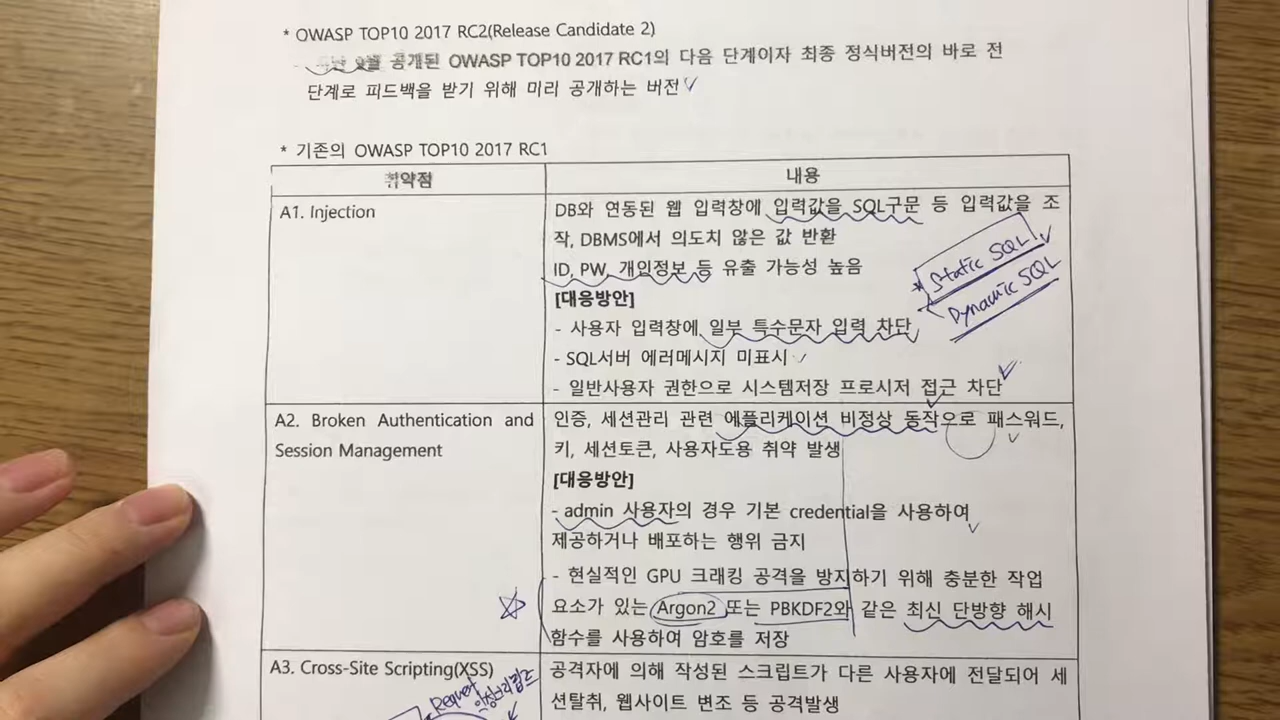 * OWASP TOP10 2017 RC2(Release Candidate 2)
- 지난 9월 공개된 OWASP TOP10 2017 RC1의 다음 단계이자 최종 정식버전의 바로 전
단계로 피드백을 받기 위해 미리 공개하는 버전
* 기존의 OWASP TOP10 2017 RC1
취약점
내용
A1. Injection
DB와 연동된 웹 입력창에 입력값을 SQL구문 등 입력값을 조
작, DBMS에서 의도치 않은 값 반환
ID, PW, 개인정보 등 유출 가능성 높음
[대응방안]
- 사용자 입력창에 일부 특수문자 입력 차단
- SQL서버 에러메시지 미표시
- 일반사용자 권한으로 시스템저장 프로시저 접근 차단
* Static SQL
Dynamic SQL
A2. Broken Authentication and
Session Management
인증, 세션관리 관련 에플리케이션 비정상 동작으로 패스워드,
키, 세션토큰, 사용자도용 취약 발생
[대응방안]
- admin 사용자의 경우 기본 credential을 사용하여
제공하거나 배포하는 행위 금지
- 현실적인 GPU 크래킹 공격을 방지하기 위해 충분한 작업
요소가 있는 Argon2 또는 PBKDF2와 같은 최신 단방향 해시
함수를 사용하여 암호를 저장
A3. Cross-Site Scripting(XSS)
공격자에 의해 작성된 스크립트가 다른 사용자에 전달되어 세
션탈취, 웹사이트 변조 등 공격발생
Request